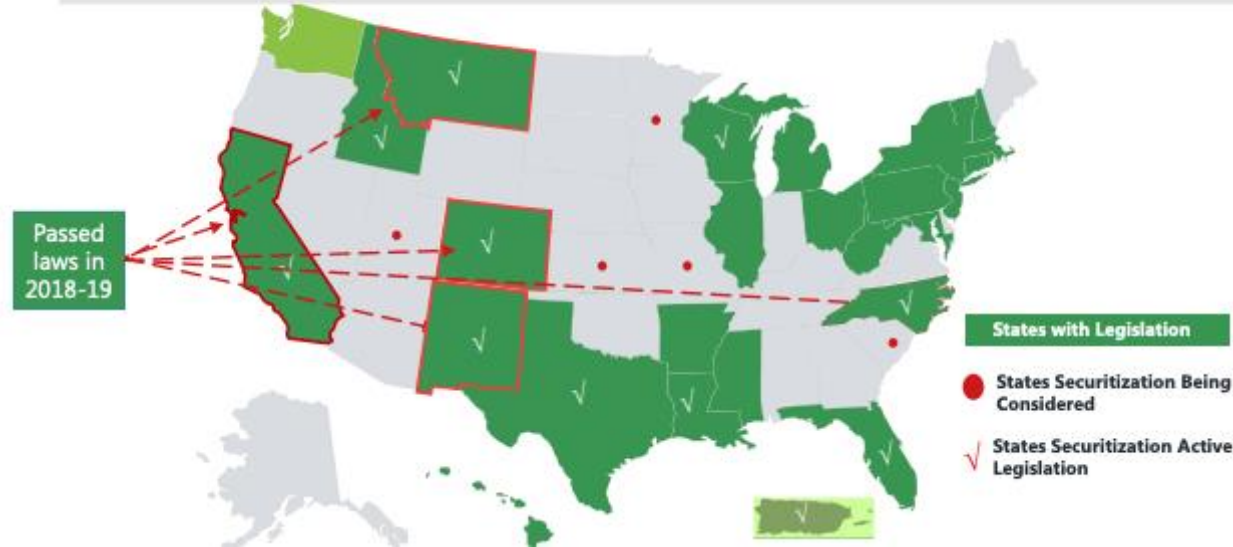 Passed
laws in
2018-19
States with Legislation
States Securitization Being
Considered
√ States Securitization Active
Legislation